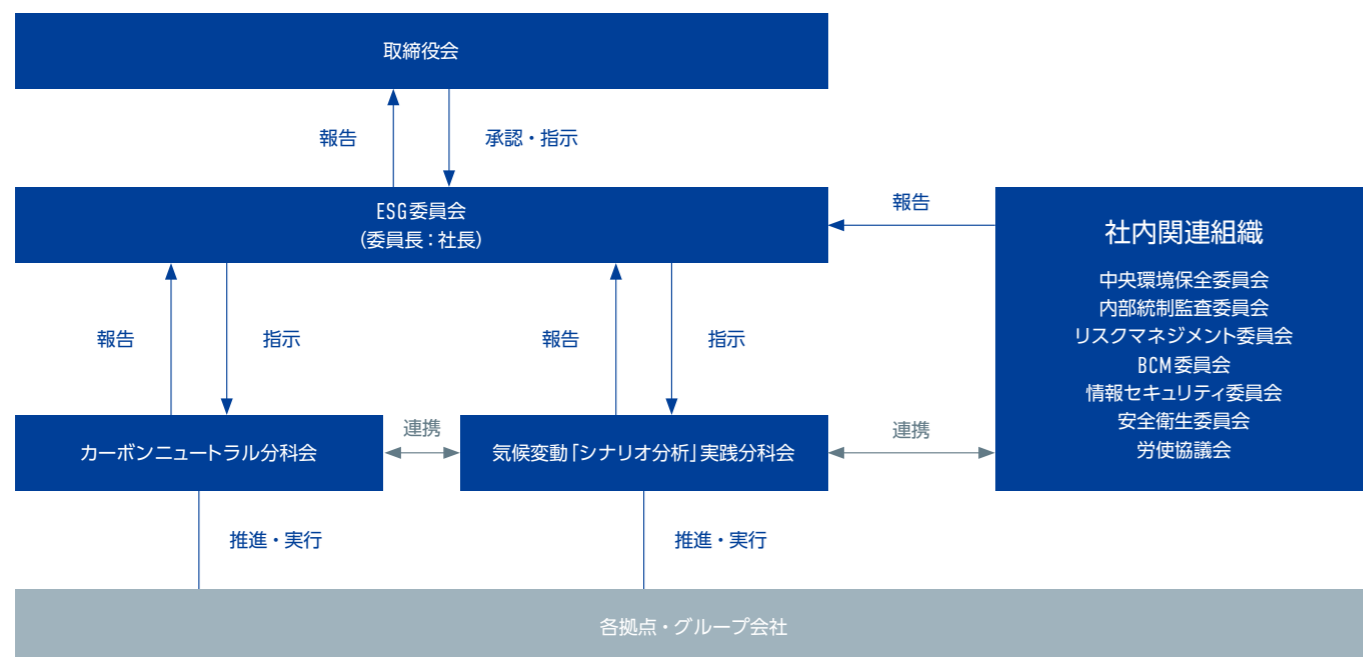 取締役会
報告
承認・指示
ESG委員会
(委員長：社長)
報告
社内関連組織
中央環境保全委員会
内部統制監査委員会
リスクマネジメント委員会
BCM委員会
情報セキュリティ委員会
安全衛生委員会
労使協議会
報告
指示
報告
指示
カーボンニュートラル分科会
連携
気候変動「シナリオ分析」実践分科会
連携
推進・実行
推進・実行
各拠点・グループ会社